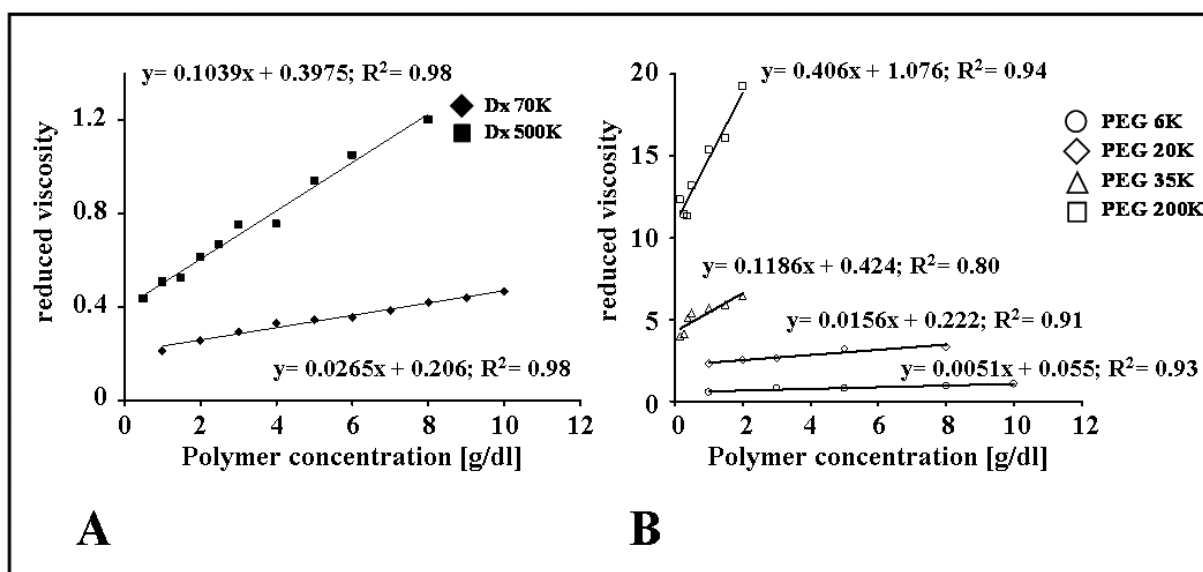 y= 0.1039x + 0.3975; R²= 0.98
Dx 70K
Dx 500K
reduced viscosity
1.2
0.8
0.4
0
y= 0.0265x + 0.206; R²= 0.98
0 2 4 6 8 10 12
Polymer concentration [g/dl]
A
y= 0.406x + 1.076; R²= 0.94
PEG 6K
PEG 20K
PEG 35K
PEG 200K
reduced viscosity
20
15
10
5
0
y= 0.1186x + 0.424; R²= 0.80
y= 0.0156x + 0.222; R²= 0.91
y= 0.0051x + 0.055; R²= 0.93
0 2 4 6 8 10 12
Polymer concentration [g/dl]
B